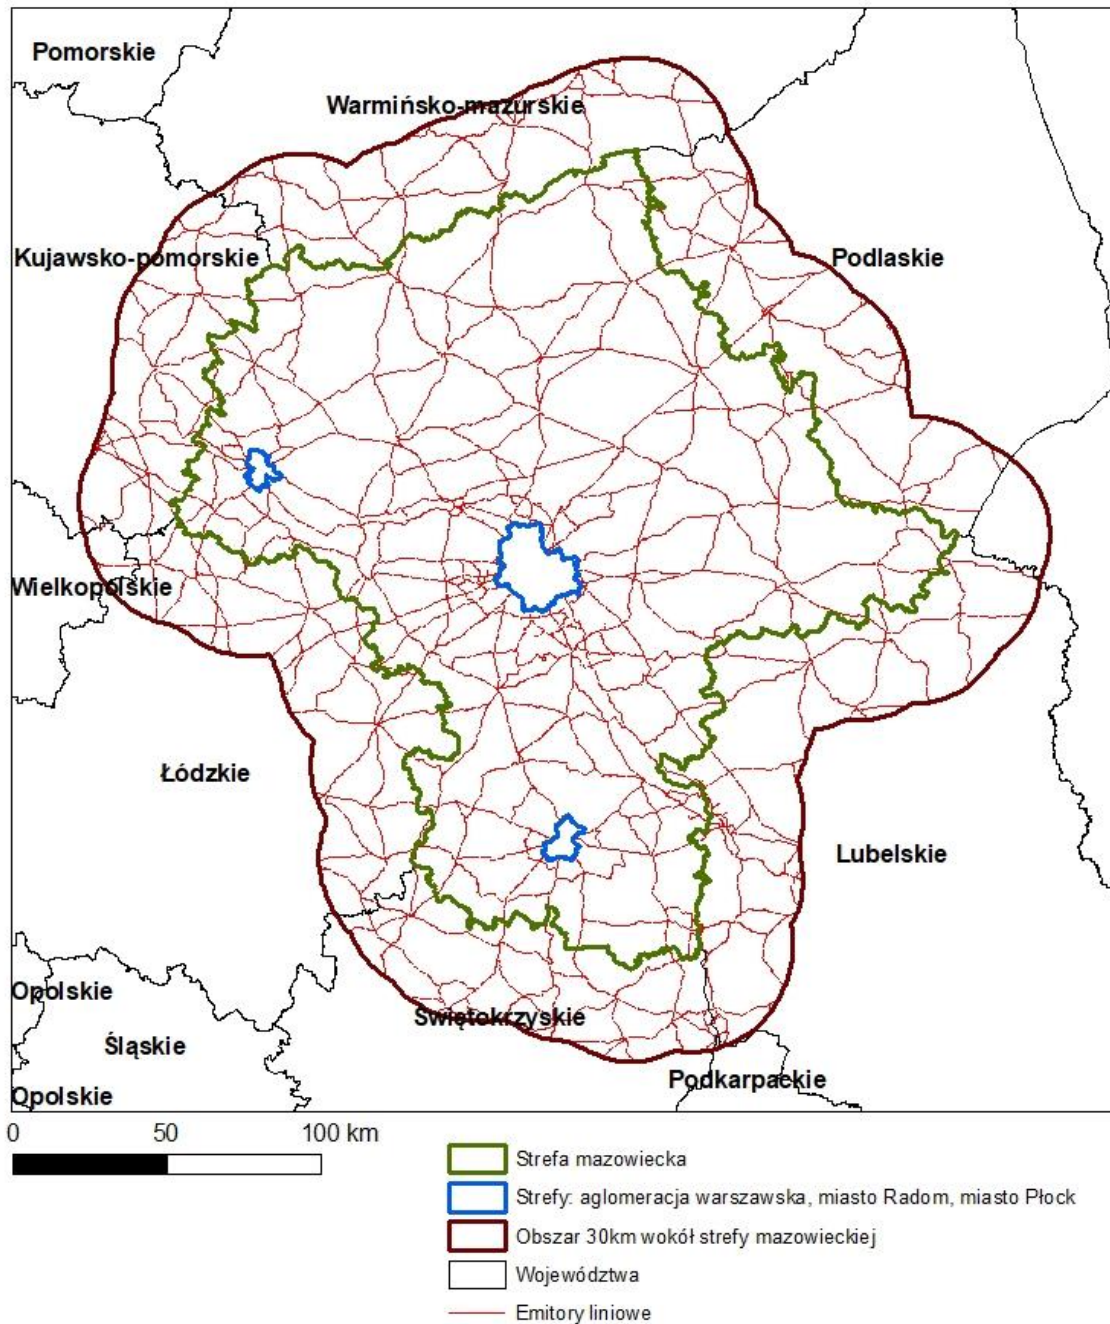 Pomorskie
Warmińsko-mazurskie
Kujawsko-pomorskie
Podlaskie
Wielkopolskie
Łódzkie
Lubelskie
Opolskie
Świętokrzyskie
Śląskie
Podkarpackie
Opolskie
0 50 100 km
Strefa mazowiecka
Strefy: aglomeracja warszawska, miasto Radom, miasto Płock
Obszar 30km wokół strefy mazowieckiej
Województwa
Emitory liniowe